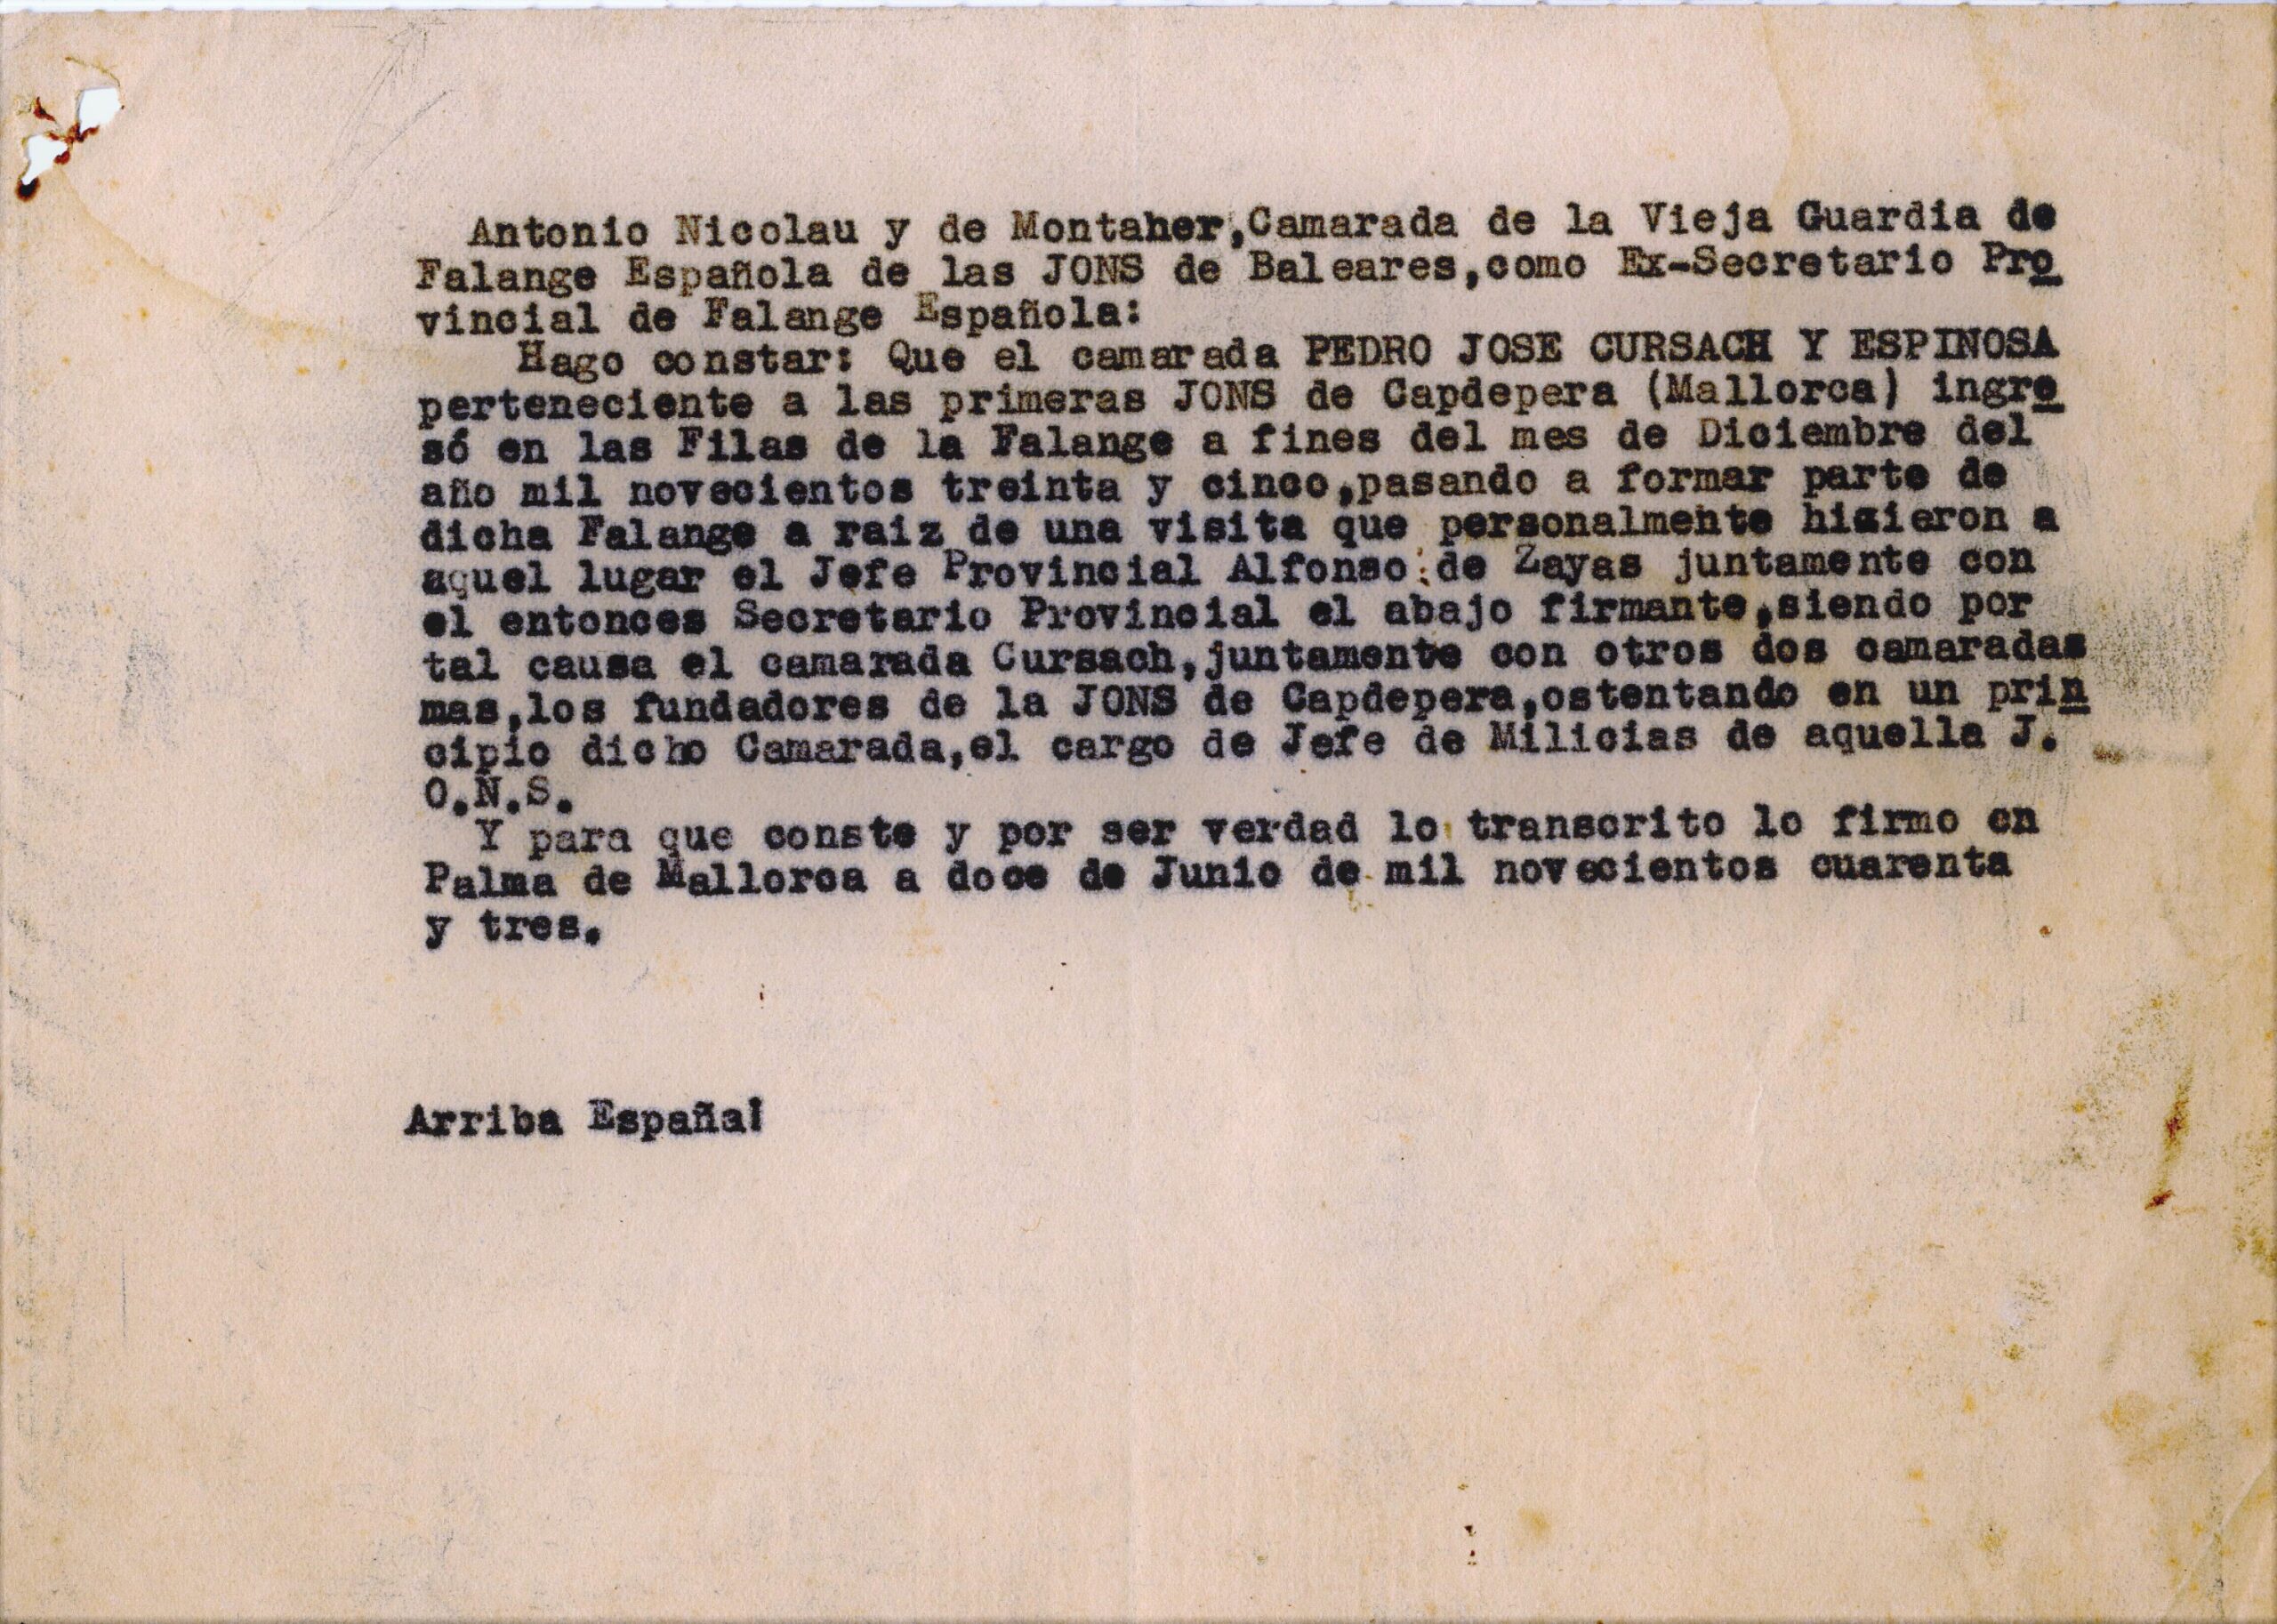 Antonio Nicolau y de Montaner,Camarada de la Vieja Guardia de
Falange Española de las JONS de Baleares,como Ex-Secretario Pro
vincial de Falange Española:
Hago constar: Que el camarada PEDRO JOSE CURSACH Y ESPINOSA
perteneciente a las primeras JONS de Capdepera (Mallorca) ingre
só en las Filas de la Falange a fines del mes de Diciembre del
año mil novecientos treinta y cinco,pasando a formar parte de
dicha Falange a raiz de una visita que personalmente hizieron a
aquel lugar el Jefe Provincial Alfonso de Zayas juntamente con
el entonces Secretario Provincial el abajo firmante,siendo por
tal causa el camarada Cursach,juntamente con otros dos camaradas
mas,los fundadores de la JONS de Capdepera,ostentando en un prin
cipio dicho Camarada,el cargo de Jefe de Milicias de aquella J.
O.N.S.
Y para que conste y por ser verdad lo transcrito lo firmo en
Palma de Mallorca a doce de Junio de mil novecientos cuarenta
y tres.
Arriba España!